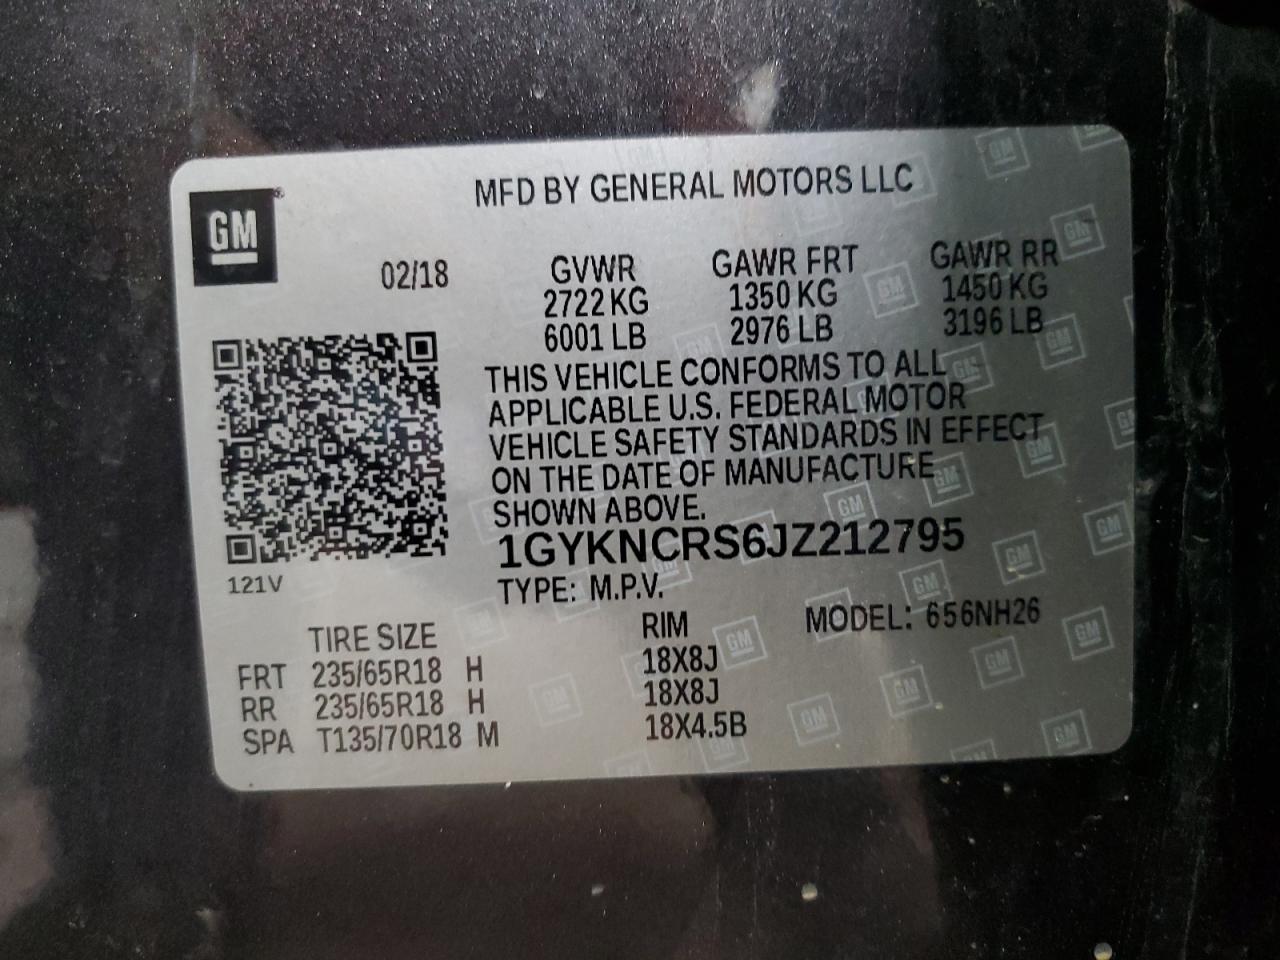 MFD BY GENERAL MOTORS LLC
GM®
02/18
GVWR GAWR FRT GAWR RR
2722 KG 1350 KG 1450 KG
6001 LB 2976 LB 3196 LB
THIS VEHICLE CONFORMS TO ALL
APPLICABLE U.S. FEDERAL MOTOR
VEHICLE SAFETY STANDARDS IN EFFECT
ON THE DATE OF MANUFACTURE
SHOWN ABOVE.
1GYKNCRS6JZ212795
121V
TYPE: M.P.V.
MODEL: 656NH26
TIRE SIZE RIM
FRT 235/65R18 H 18X8J
RR 235/65R18 H 18X8J
SPA T135/70R18 M 18X4.5B